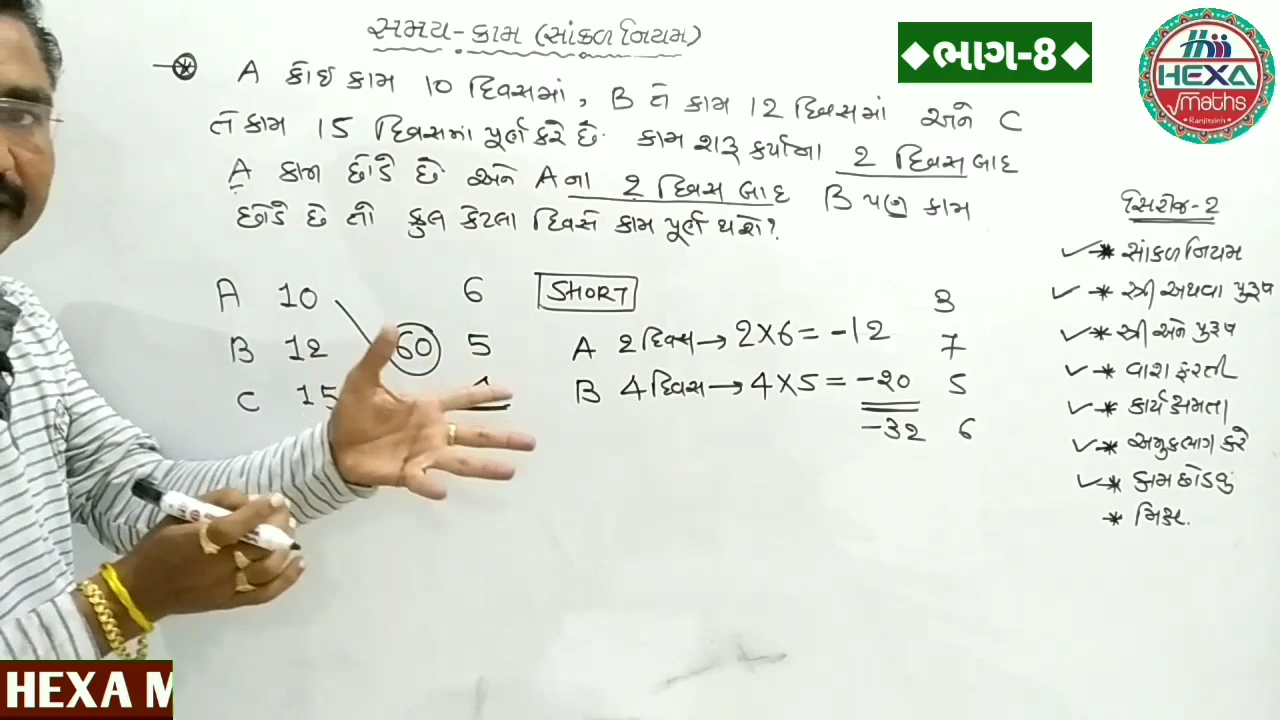 સમય-કામ (સાંકળ નિયમ)
◆ભાગ-8◆
HEXA
√maths
Ranjitsinh
A કોઈ કામ 10 દિવસમાં, B તે કામ 12 દિવસમાં અને C
તે કામ 15 દિવસમાં પૂર્ણ કરે છે. કામ શરૂ કર્યાના 2 દિવસ બાદ
A કામ છોડે છે અને A ના 2 દિવસ બાદ B પણ કામ
છોડે છે તો કુલ કેટલા દિવસે કામ પૂર્ણ થશે?
A 10 6
B 12 60 5
C 15
SHORT
A 2 દિવસ → 2×6 = -12
B 4 દિવસ → 4×5 = -20
-32
3
7
5
6
સિરીજ-2
✓* સાંકળ નિયમ
✓* સ્ત્રી અથવા પુરૂષ
✓* સ્ત્રી અને પુરૂષ
✓* વારા ફરતી
✓* કાર્યક્ષમતા
✓* અમુકભાગ કરે
✓* કામ છોડવું
* મિક્ષ.
HEXA M